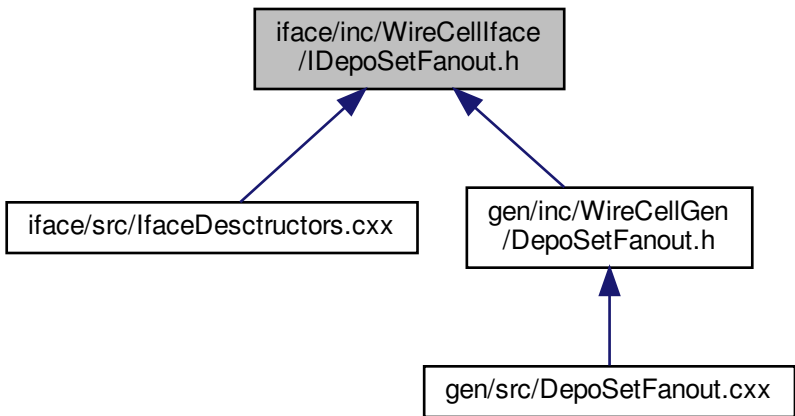 iface/inc/WireCellIface
/IDepoSetFanout.h
iface/src/IfaceDesctructors.cxx
gen/inc/WireCellGen
/DepoSetFanout.h
gen/src/DepoSetFanout.cxx